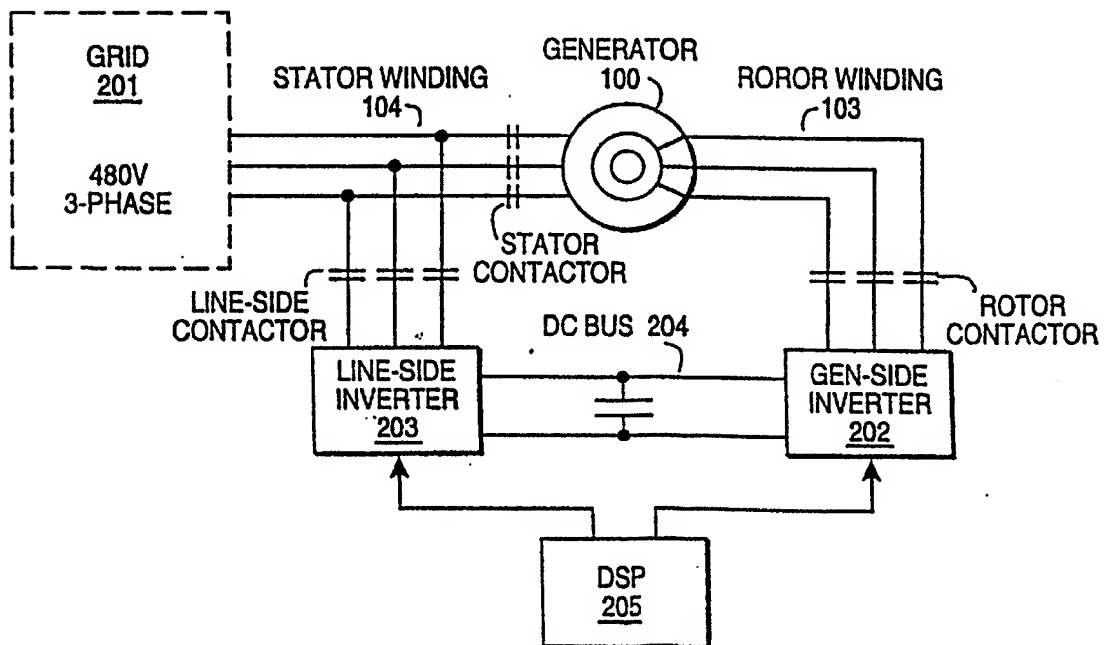 GRID
201
480V
3-PHASE
STATOR WINDING
104
GENERATOR
100
ROROR WINDING
103
STATOR
CONTACTOR
LINE-SIDE
CONTACTOR
ROTOR
CONTACTOR
DC BUS 204
LINE-SIDE
INVERTER
203
GEN-SIDE
INVERTER
202
DSP
205